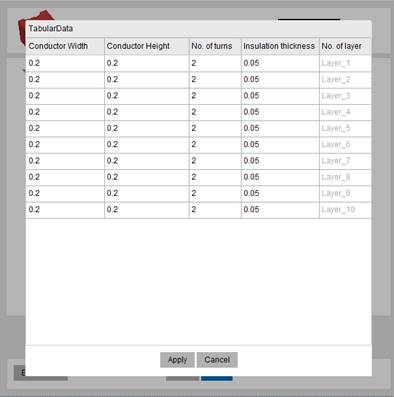 TabularData
Conductor Width Conductor Height No. of turns Insulation thickness No. of layer
0.2 0.2 2 0.05 Layer_1
0.2 0.2 2 0.05 Layer_2
0.2 0.2 2 0.05 Layer_3
0.2 0.2 2 0.05 Layer_4
0.2 0.2 2 0.05 Layer_5
0.2 0.2 2 0.05 Layer_6
0.2 0.2 2 0.05 Layer_7
0.2 0.2 2 0.05 Layer_8
0.2 0.2 2 0.05 Layer_9
0.2 0.2 2 0.05 Layer_10
Apply Cancel